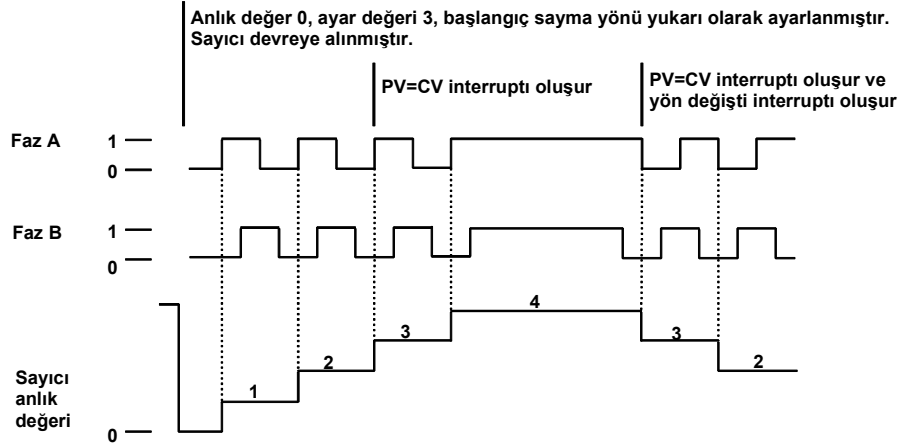 Anlık değer 0, ayar değeri 3, başlangıç sayma yönü yukarı olarak ayarlanmıştır.
Sayıcı devreye alınmıştır.
PV=CV interruptı oluşur
PV=CV interruptı oluşur ve
yön değişti interruptı oluşur
Faz A
1
0
Faz B
1
0
4
3
3
2
2
1
Sayıcı
anlık
değeri
0